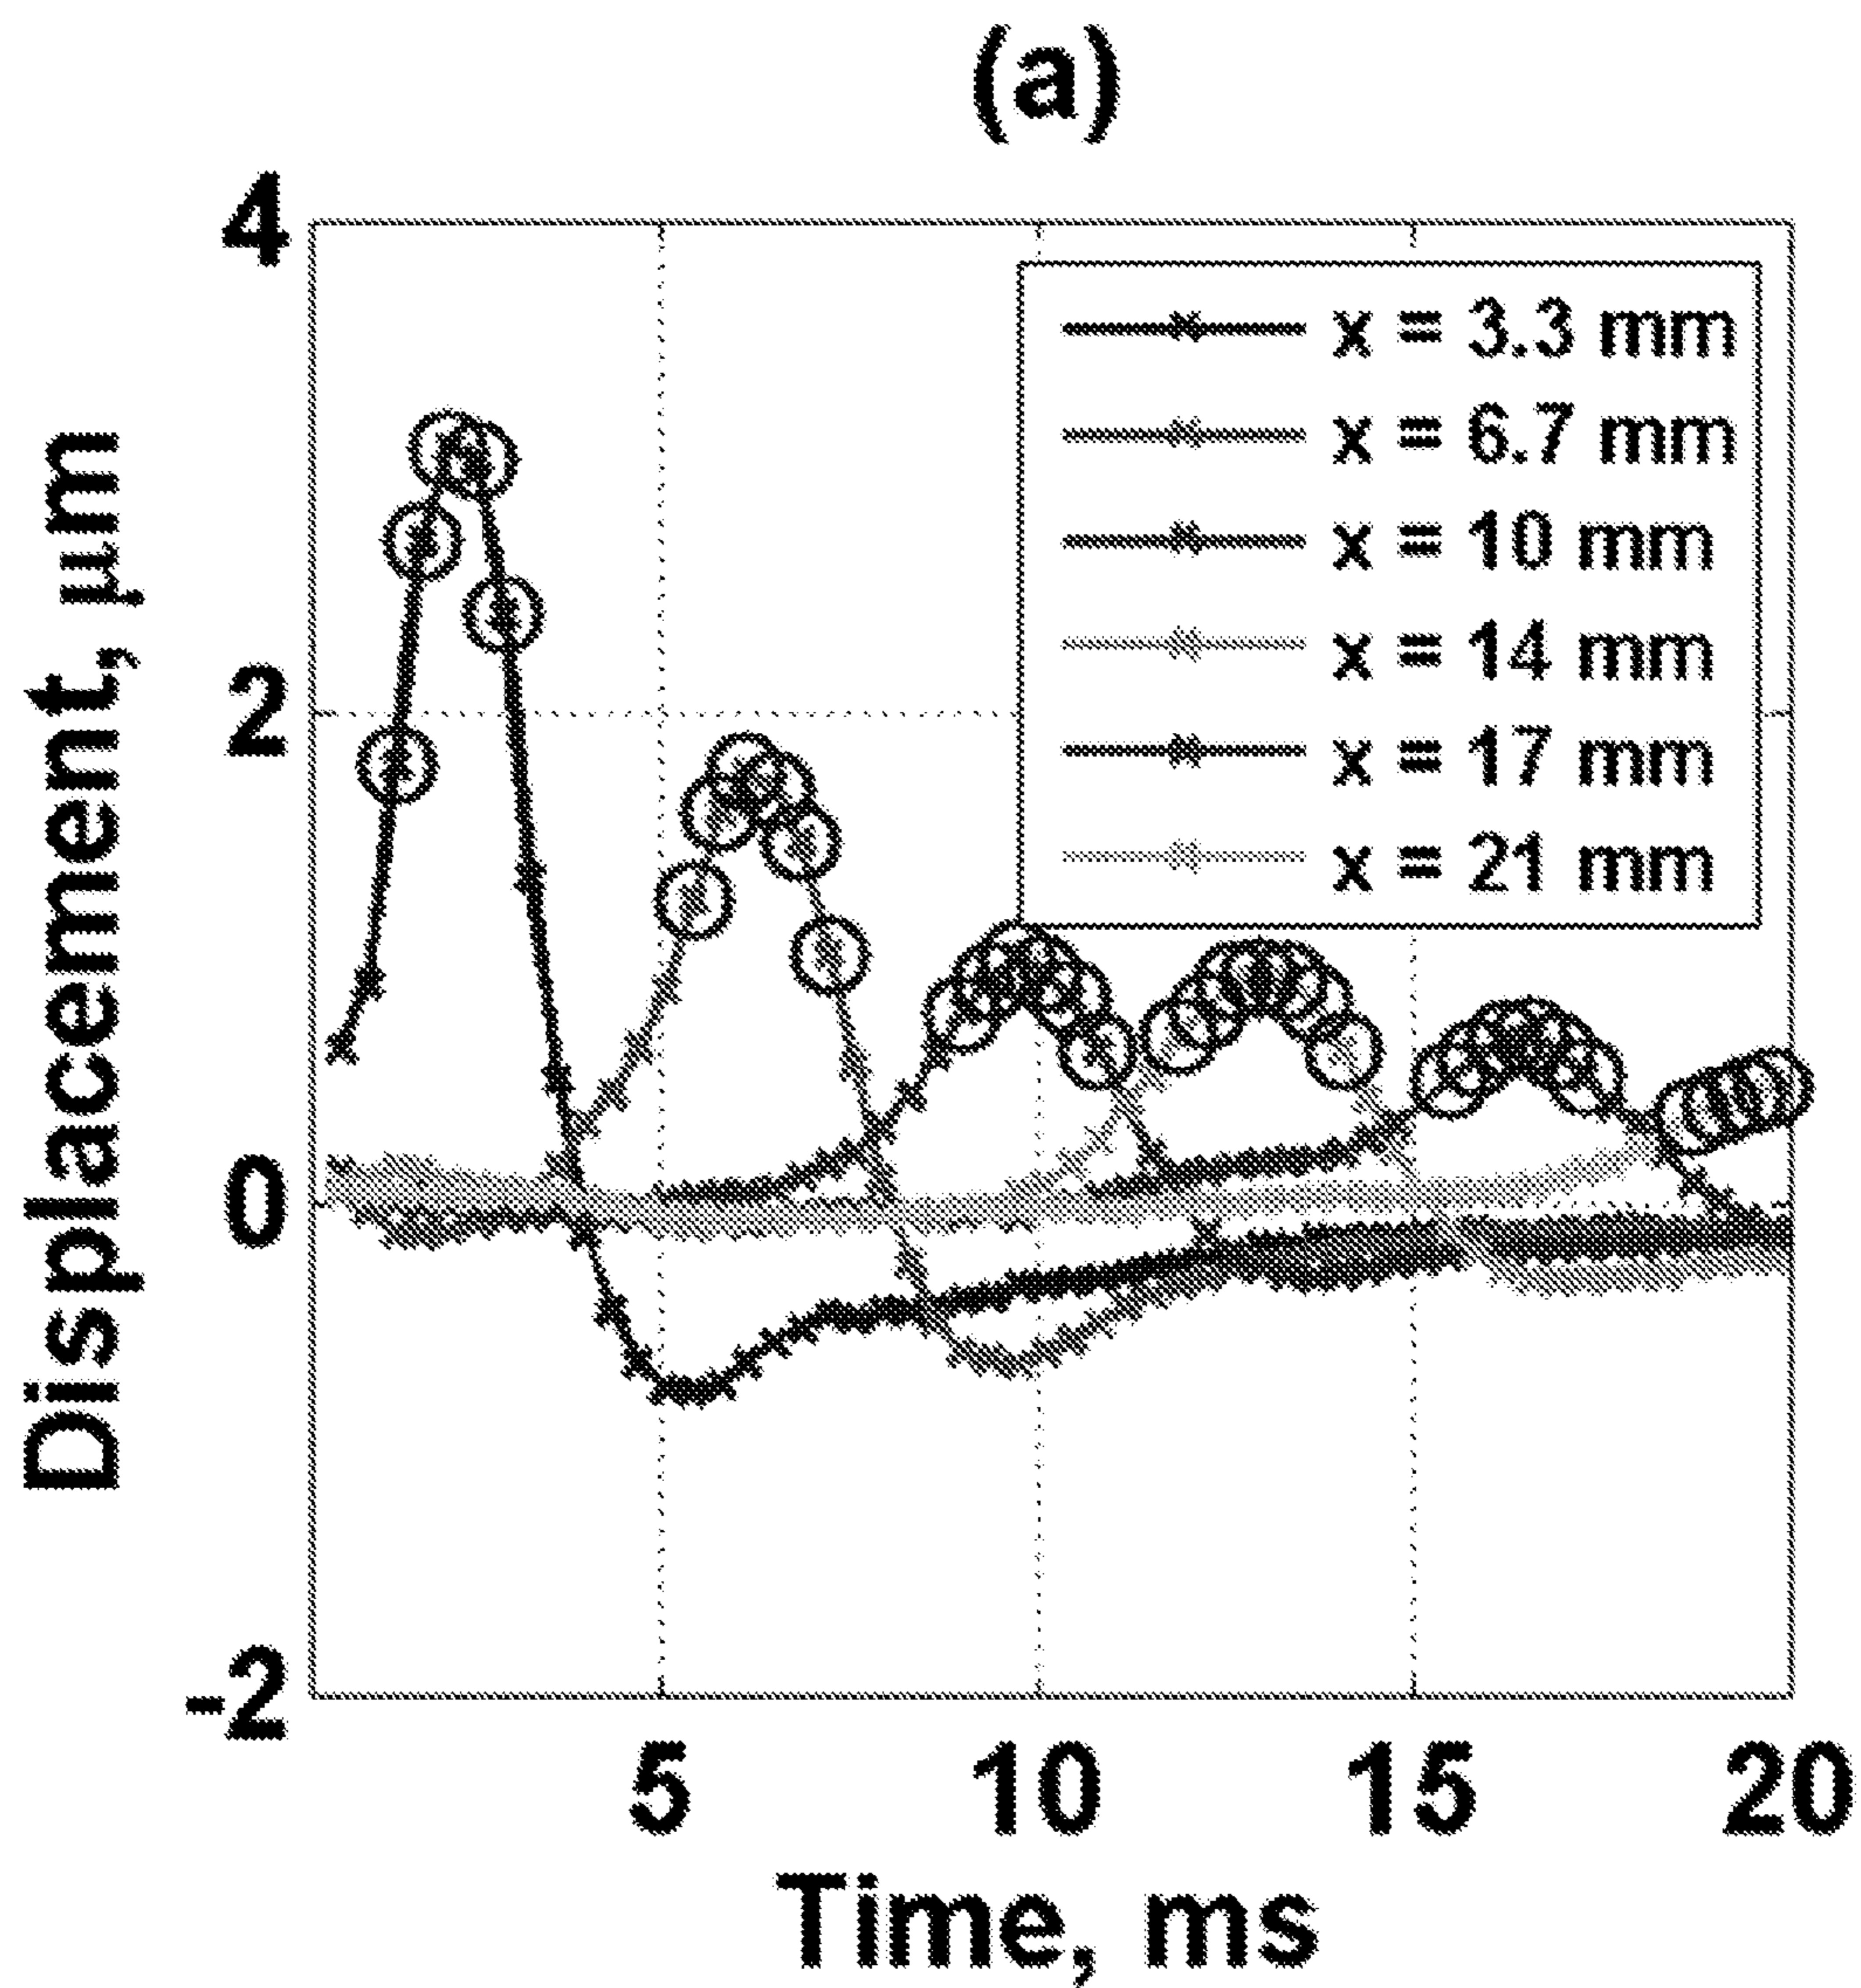 (a)
4
2
0
-2
Displacement, μm
x = 3.3 mm
x = 6.7 mm
x = 10 mm
x = 14 mm
x = 17 mm
x = 21 mm
5 10 15 20
Time, ms